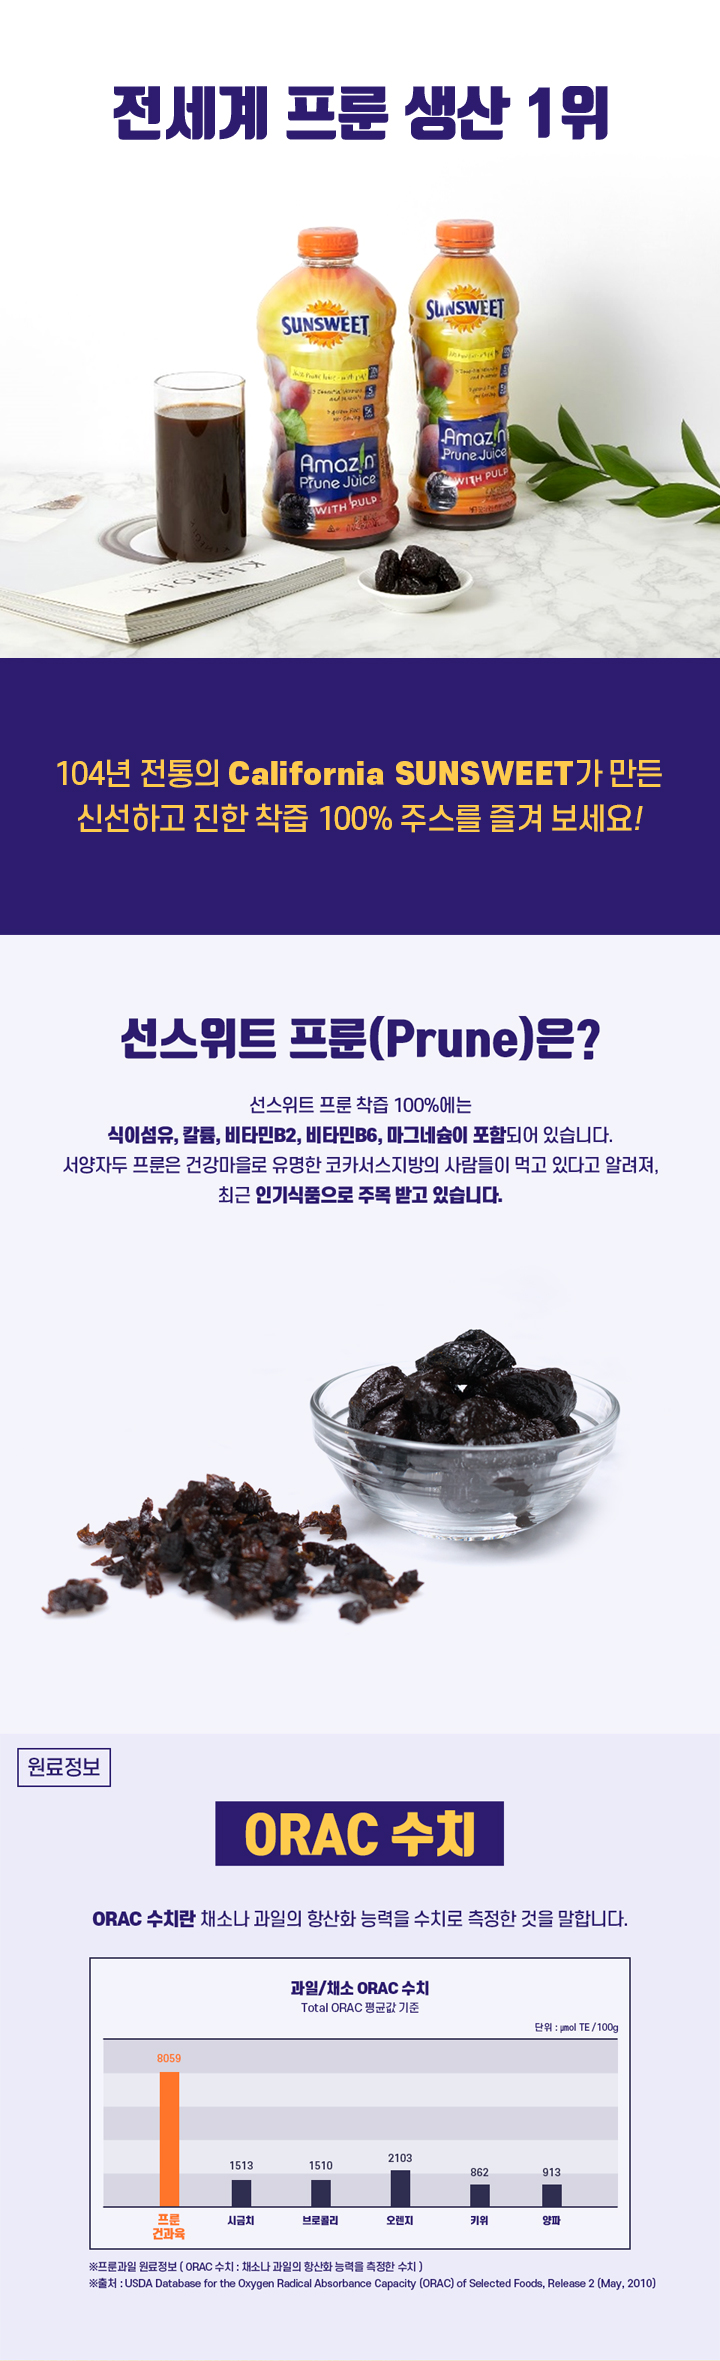 전세계 프룬 생산 1위
SUNSWEET
SUNSWEET
Amaz!n
Prune Juice
WITH PULP
Amaz!n
Prune Juice
WITH PULP
KINFOLK
104년 전통의 California SUNSWEET가 만든
신선하고 진한 착즙 100% 주스를 즐겨 보세요!
선스위트 프룬(Prune)은?
선스위트 프룬 착즙 100%에는
식이섬유, 칼륨, 비타민B2, 비타민B6, 마그네슘이 포함되어 있습니다.
서양자두 프룬은 건강마을로 유명한 코카서스지방의 사람들이 먹고 있다고 알려져,
최근 인기식품으로 주목 받고 있습니다.
원료정보
ORAC 수치
ORAC 수치란 채소나 과일의 항산화 능력을 수치로 측정한 것을 말합니다.
과일/채소 ORAC 수치
Total ORAC 평균값 기준
단위 : μmol TE /100g
8059
1513
1510
2103
862
913
프룬
건과육
시금치
브로콜리
오렌지
키위
양파
※프룬과일 원료정보 ( ORAC 수치 : 채소나 과일의 항산화 능력을 측정한 수치 )
※출처 : USDA Database for the Oxygen Radical Absorbance Capacity (ORAC) of Selected Foods, Release 2 (May, 2010)